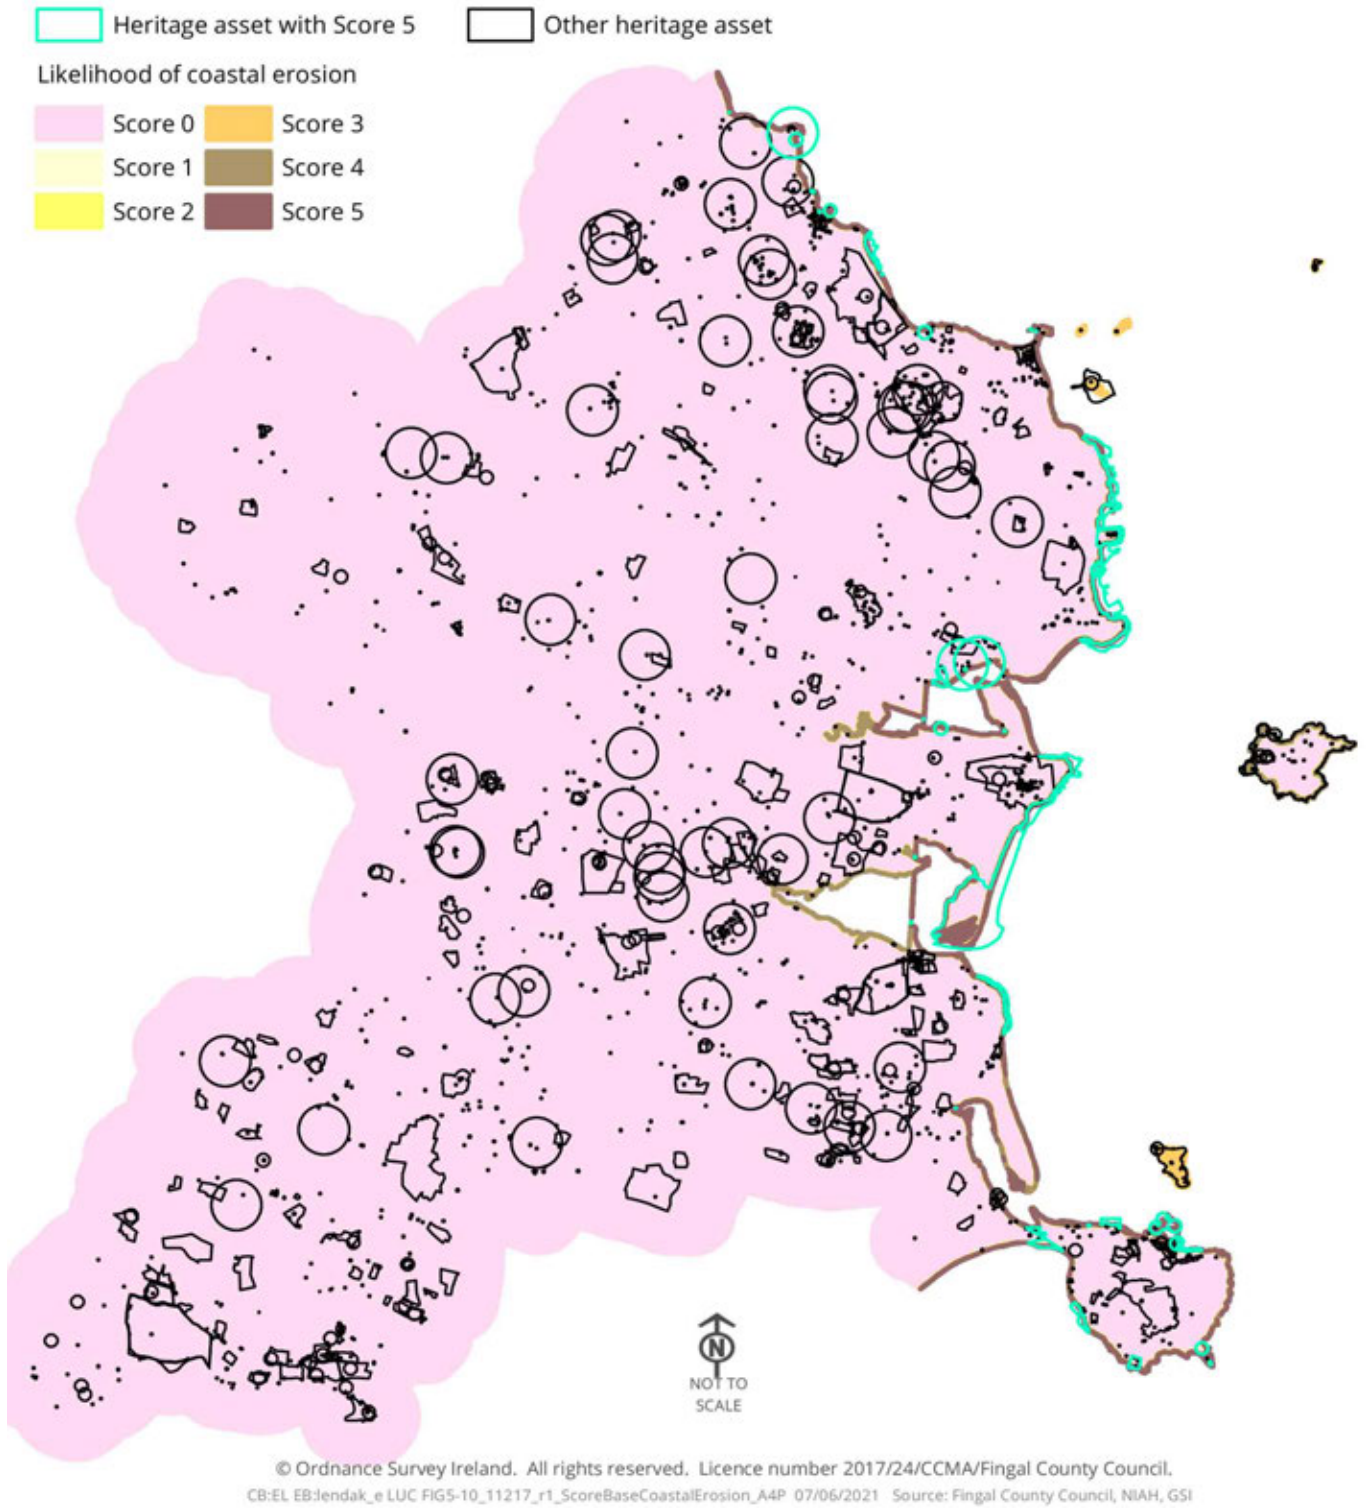 Heritage asset with Score 5 Other heritage asset
Likelihood of coastal erosion
Score 0 Score 3
Score 1 Score 4
Score 2 Score 5
N
NOT TO
SCALE
© Ordnance Survey Ireland. All rights reserved. Licence number 2017/24/CCMA/Fingal County Council.
CB:EL EB:lendak_e LUC FIG5-10_11217_r1_ScoreBaseCoastalErosion_A4P 07/06/2021 Source: Fingal County Council, NIAH, GSI